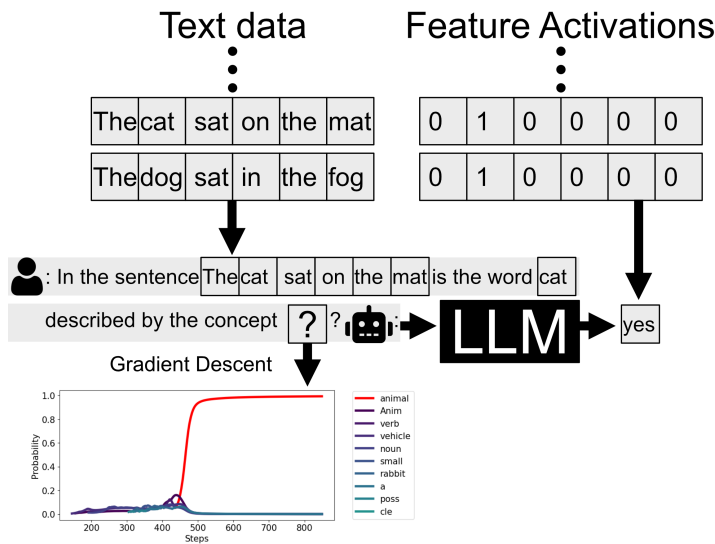 Text data
Feature Activations
The cat sat on the mat
0 1 0 0 0 0
The dog sat in the fog
0 1 0 0 0 0
: In the sentence The cat sat on the mat is the word cat
described by the concept ? ? : LLM yes
Gradient Descent
1.0
0.8
0.6
0.4
0.2
0.0
Probability
200 300 400 500 600 700 800
Steps
animal
Anim
verb
vehicle
noun
small
rabbit
a
poss
cle